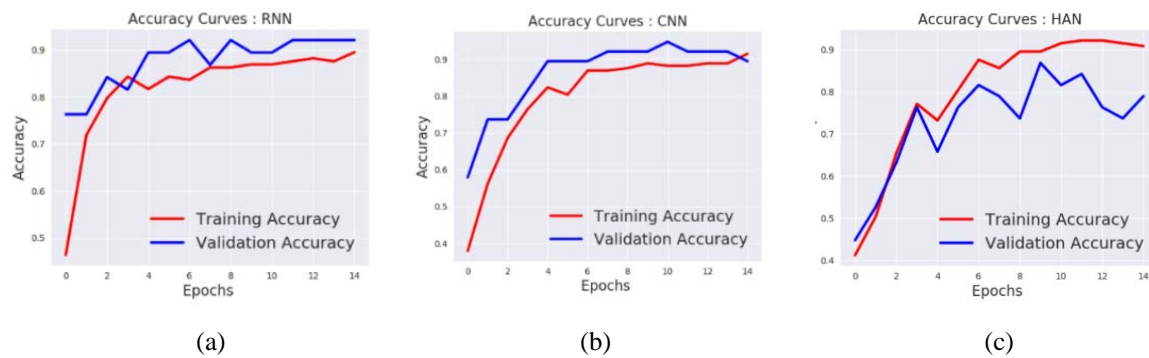 Accuracy Curves : RNN
Accuracy
0.9
0.8
0.7
0.6
0.5
Training Accuracy
Validation Accuracy
0 2 4 6 8 10 12 14
Epochs
(a)
Accuracy Curves : CNN
Accuracy
0.9
0.8
0.7
0.6
0.5
0.4
Training Accuracy
Validation Accuracy
0 2 4 6 8 10 12 14
Epochs
(b)
Accuracy Curves : HAN
0.9
0.8
0.7
0.6
0.5
0.4
Training Accuracy
Validation Accuracy
0 2 4 6 8 10 12 14
Epochs
(c)